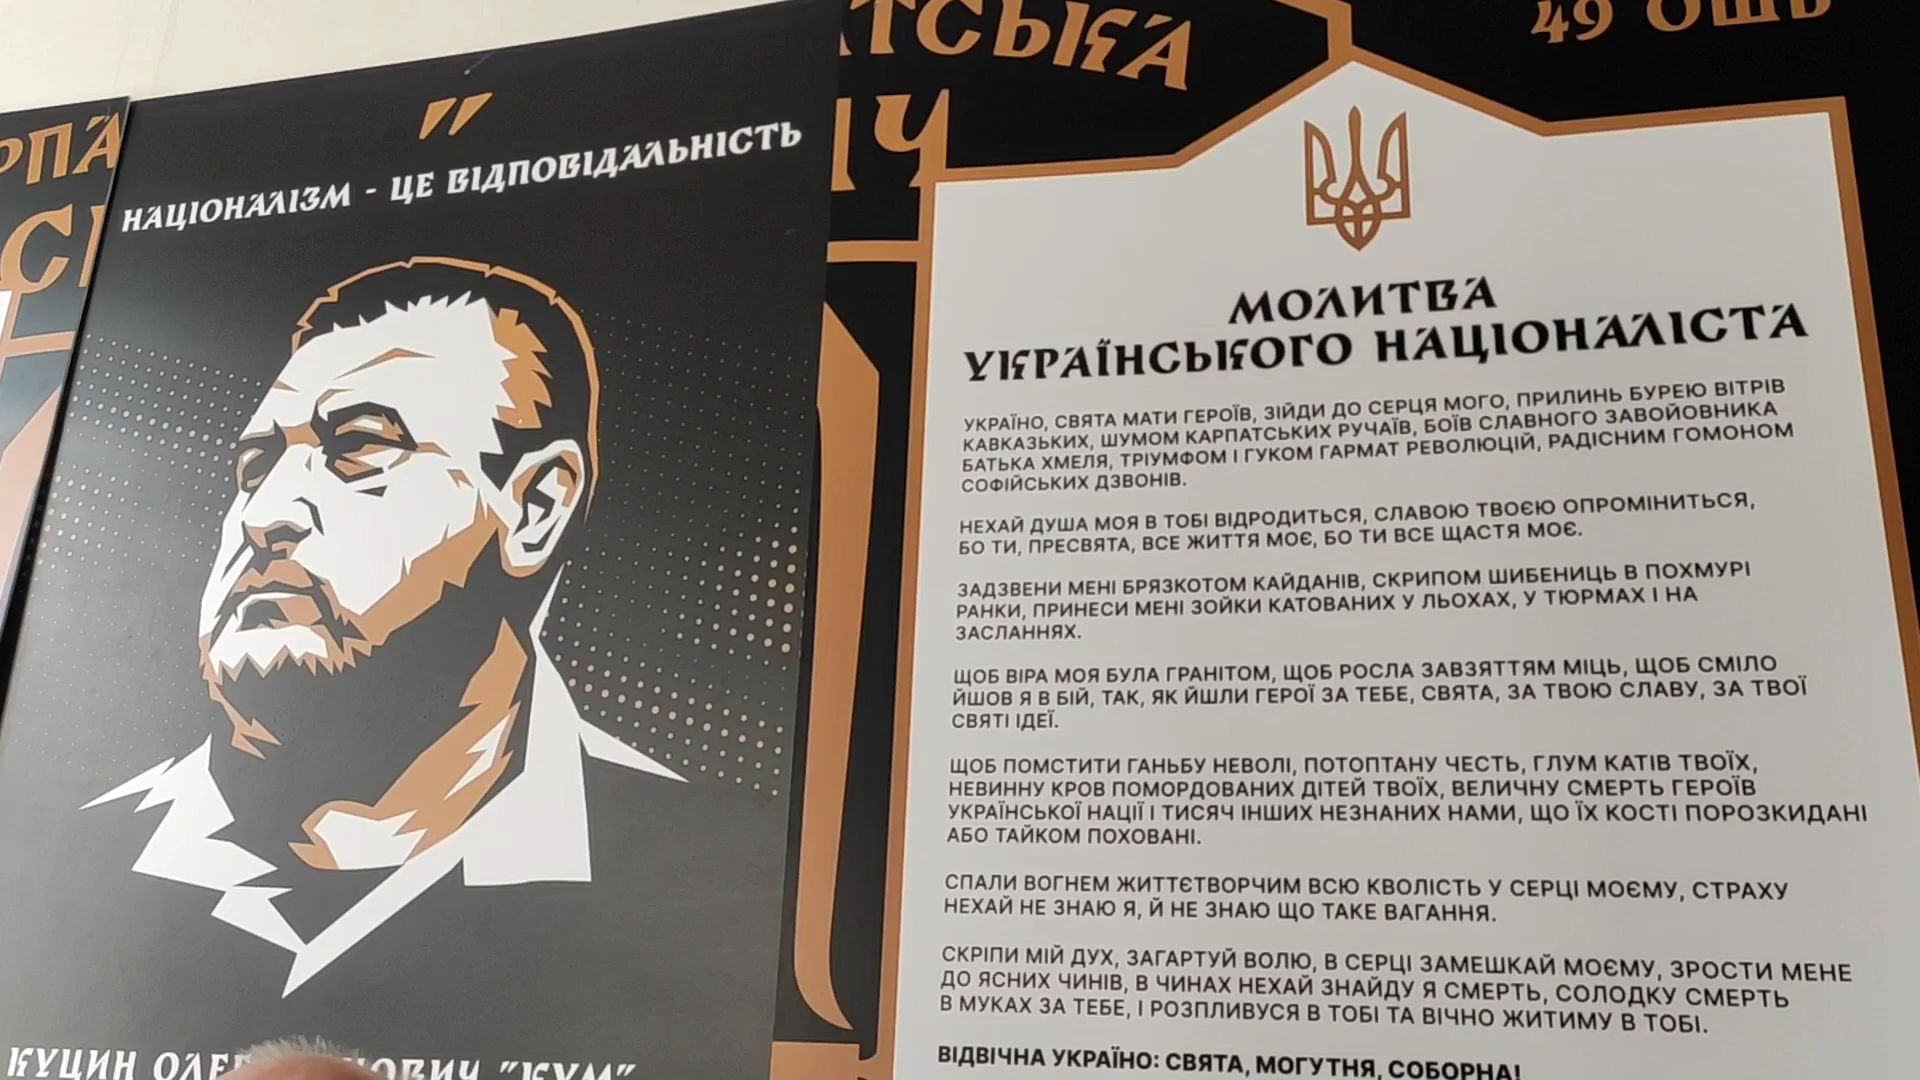 НАЦІОНАЛІЗМ - ЦЕ ВІДПОВІДАЛЬНІСТЬ
КУЦИН "КУМ"
49 ОШБ
МОЛИТВА
УКРАЇНСЬКОГО НАЦІОНАЛІСТА
УКРАЇНО, СВЯТА МАТИ ГЕРОЇВ, ЗІЙДИ ДО СЕРЦЯ МОГО, ПРИЛИНЬ БУРЕЮ ВІТРІВ
КАВКАЗЬКИХ, ШУМОМ КАРПАТСЬКИХ РУЧАЇВ, БОЇВ СЛАВНОГО ЗАВОЙОВНИКА
БАТЬКА ХМЕЛЯ, ТРІУМФОМ І ГУКОМ ГАРМАТ РЕВОЛЮЦІЙ, РАДІСНИМ ГОМОНОМ
СОФІЙСЬКИХ ДЗВОНІВ.
НЕХАЙ ДУША МОЯ В ТОБІ ВІДРОДИТЬСЯ, СЛАВОЮ ТВОЄЮ ОПРОМІНИТЬСЯ,
БО ТИ, ПРЕСВЯТА, ВСЕ ЖИТТЯ МОЄ, БО ТИ ВСЕ ЩАСТЯ МОЄ.
ЗАДЗВЕНИ МЕНІ БРЯЗКОТОМ КАЙДАНІВ, СКРИПОМ ШИБЕНИЦЬ В ПОХМУРІ
РАНКИ, ПРИНЕСИ МЕНІ ЗОЙКИ КАТОВАНИХ У ЛЬОХАХ, У ТЮРМАХ І НА
ЗАСЛАННЯХ.
ЩОБ ВІРА МОЯ БУЛА ГРАНІТОМ, ЩОБ РОСЛА ЗАВЗЯТТЯМ МІЦЬ, ЩОБ СМІЛО
ЙШОВ Я В БІЙ, ТАК, ЯК ЙШЛИ ГЕРОЇ ЗА ТЕБЕ, СВЯТА, ЗА ТВОЮ СЛАВУ, ЗА ТВОЇ
СВЯТІ ІДЕЇ.
ЩОБ ПОМСТИТИ ГАНЬБУ НЕВОЛІ, ПОТОПТАНУ ЧЕСТЬ, ГЛУМ КАТІВ ТВОЇХ,
НЕВИННУ КРОВ ПОМОРДОВАНИХ ДІТЕЙ ТВОЇХ, ВЕЛИЧНУ СМЕРТЬ ГЕРОЇВ
УКРАЇНСЬКОЇ НАЦІЇ І ТИСЯЧ ІНШИХ НЕЗНАНИХ НАМИ, ЩО ЇХ КОСТІ ПОРОЗКИДАНІ
АБО ТАЙКОМ ПОХОВАНІ.
СПАЛИ ВОГНЕМ ЖИТТЄТВОРЧИМ ВСЮ КВОЛІСТЬ У СЕРЦІ МОЄМУ, СТРАХУ
НЕХАЙ НЕ ЗНАЮ Я, Й НЕ ЗНАЮ ЩО ТАКЕ ВАГАННЯ.
СКРІПИ МІЙ ДУХ, ЗАГАРТУЙ ВОЛЮ, В СЕРЦІ ЗАМЕШКАЙ МОЄМУ, ЗРОСТИ МЕНЕ
ДО ЯСНИХ ЧИНІВ, В ЧИНАХ НЕХАЙ ЗНАЙДУ Я СМЕРТЬ, СОЛОДКУ СМЕРТЬ
В МУКАХ ЗА ТЕБЕ, І РОЗПЛИВУСЯ В ТОБІ ТА ВІЧНО ЖИТИМУ В ТОБІ.
ВІДВІЧНА УКРАЇНО: СВЯТА, МОГУТНЯ, СОБОРНА!